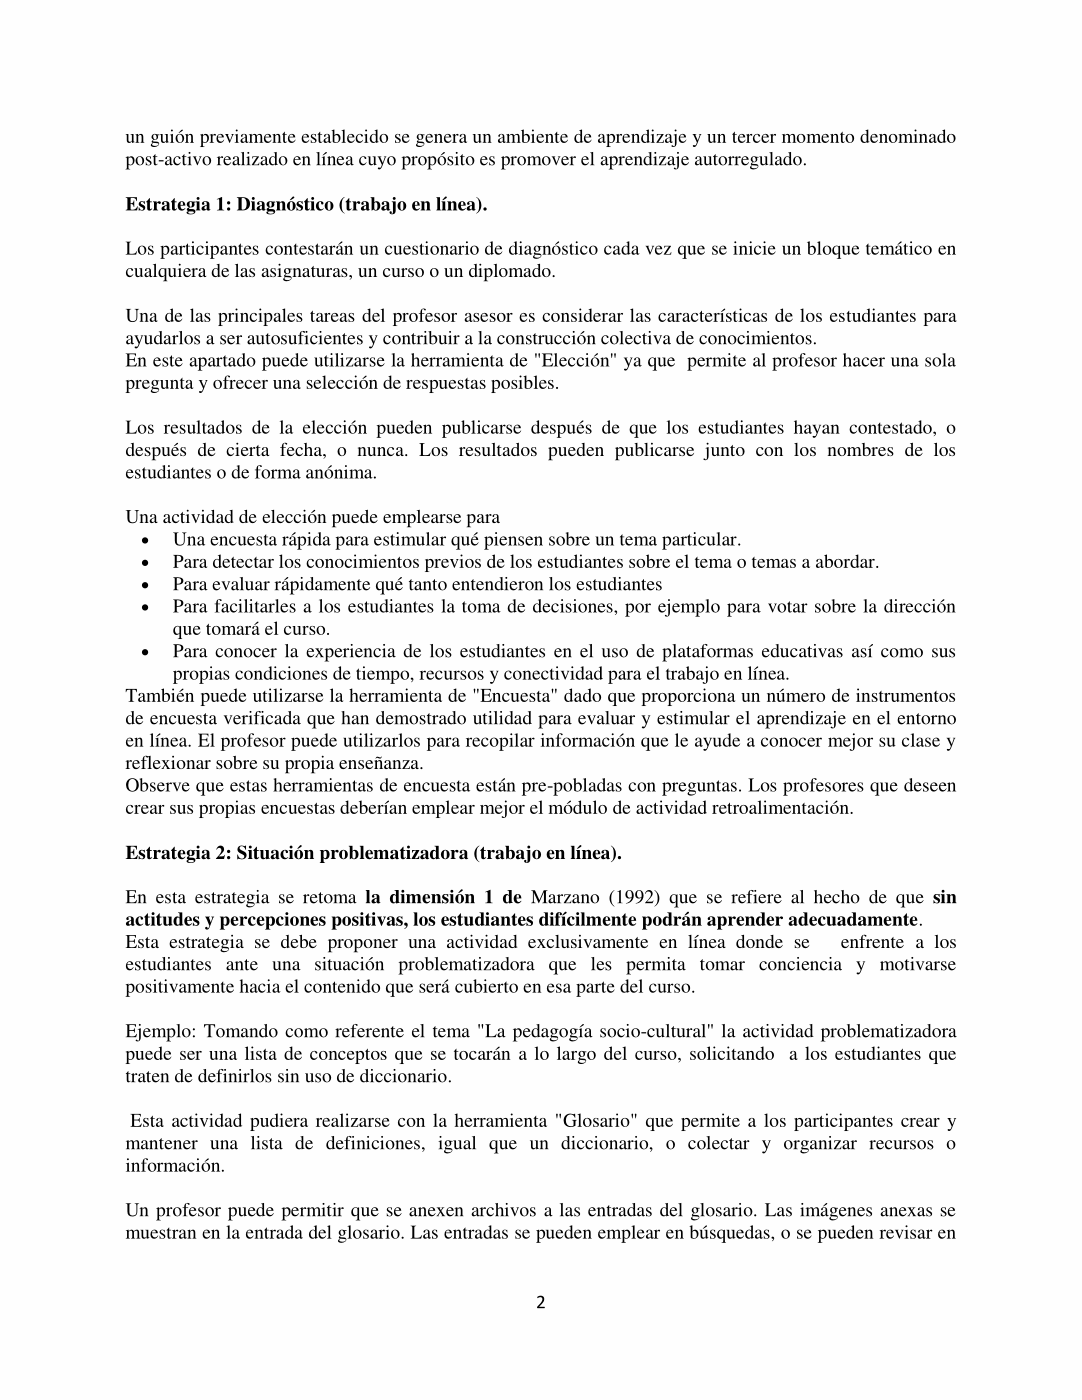 un guión previamente establecido se genera un ambiente de aprendizaje y un tercer momento denominado
post-activo realizado en línea cuyo propósito es promover el aprendizaje autorregulado.
Estrategia 1: Diagnóstico (trabajo en línea).
Los participantes contestarán un cuestionario de diagnóstico cada vez que se inicie un bloque temático en
cualquiera de las asignaturas, un curso o un diplomado.
Una de las principales tareas del profesor asesor es considerar las características de los estudiantes para
ayudarlos a ser autosuficientes y contribuir a la construcción colectiva de conocimientos.
En este apartado puede utilizarse la herramienta de "Elección" ya que  permite al profesor hacer una sola
pregunta y ofrecer una selección de respuestas posibles.
Los resultados de la elección pueden publicarse después de que los estudiantes hayan contestado, o
después de cierta fecha, o nunca. Los resultados pueden publicarse junto con los nombres de los
estudiantes o de forma anónima.
Una actividad de elección puede emplearse para
• Una encuesta rápida para estimular qué piensen sobre un tema particular.
• Para detectar los conocimientos previos de los estudiantes sobre el tema o temas a abordar.
• Para evaluar rápidamente qué tanto entendieron los estudiantes
• Para facilitarles a los estudiantes la toma de decisiones, por ejemplo para votar sobre la dirección
que tomará el curso.
• Para conocer la experiencia de los estudiantes en el uso de plataformas educativas así como sus
propias condiciones de tiempo, recursos y conectividad para el trabajo en línea.
También puede utilizarse la herramienta de "Encuesta" dado que proporciona un número de instrumentos
de encuesta verificada que han demostrado utilidad para evaluar y estimular el aprendizaje en el entorno
en línea. El profesor puede utilizarlos para recopilar información que le ayude a conocer mejor su clase y
reflexionar sobre su propia enseñanza.
Observe que estas herramientas de encuesta están pre-pobladas con preguntas. Los profesores que deseen
crear sus propias encuestas deberían emplear mejor el módulo de actividad retroalimentación.
Estrategia 2: Situación problematizadora (trabajo en línea).
En esta estrategia se retoma la dimensión 1 de Marzano (1992) que se refiere al hecho de que sin
actitudes y percepciones positivas, los estudiantes difícilmente podrán aprender adecuadamente.
Esta estrategia se debe proponer una actividad exclusivamente en línea donde se  enfrente a los
estudiantes ante una situación problematizadora que les permita tomar conciencia y motivarse
positivamente hacia el contenido que será cubierto en esa parte del curso.
Ejemplo: Tomando como referente el tema "La pedagogía socio-cultural" la actividad problematizadora
puede ser una lista de conceptos que se tocarán a lo largo del curso, solicitando  a los estudiantes que
traten de definirlos sin uso de diccionario.
Esta actividad pudiera realizarse con la herramienta "Glosario" que permite a los participantes crear y
mantener una lista de definiciones, igual que un diccionario, o colectar y organizar recursos o
información.
Un profesor puede permitir que se anexen archivos a las entradas del glosario. Las imágenes anexas se
muestran en la entrada del glosario. Las entradas se pueden emplear en búsquedas, o se pueden revisar en
2